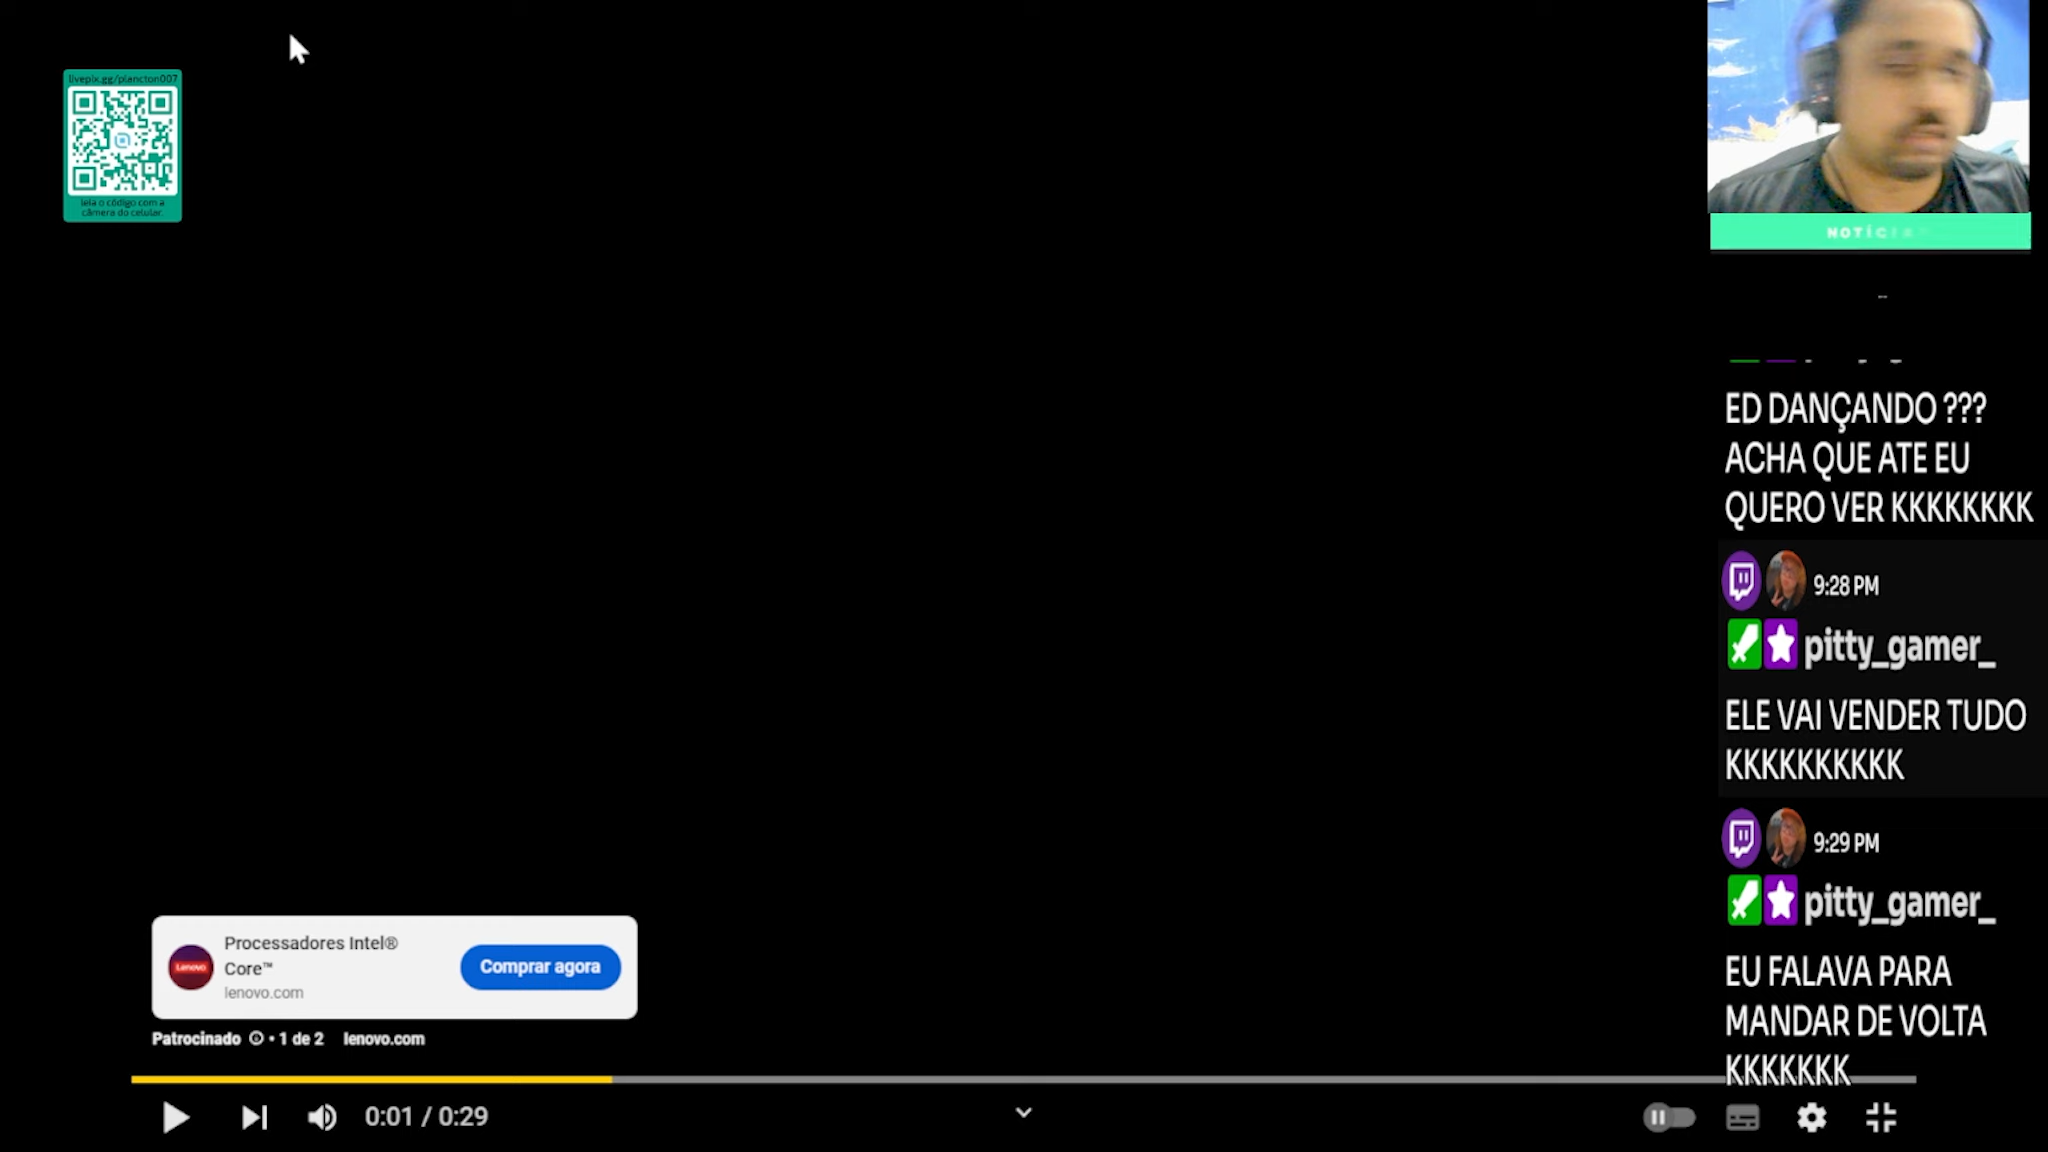 livepix.gg/plancton007
leia o código com a
câmera do celular.
ED DANÇANDO ???
ACHA QUE ATE EU
QUERO VER KKKKKKKK
9:28 PM
pitty_gamer_
ELE VAI VENDER TUDO
KKKKKKKKKK
9:29 PM
pitty_gamer_
EU FALAVA PARA
MANDAR DE VOLTA
KKKKKKK
Processadores Intel®
Core™
lenovo.com
Lenovo
Comprar agora
Patrocinado • 1 de 2 lenovo.com
0:01 / 0:29